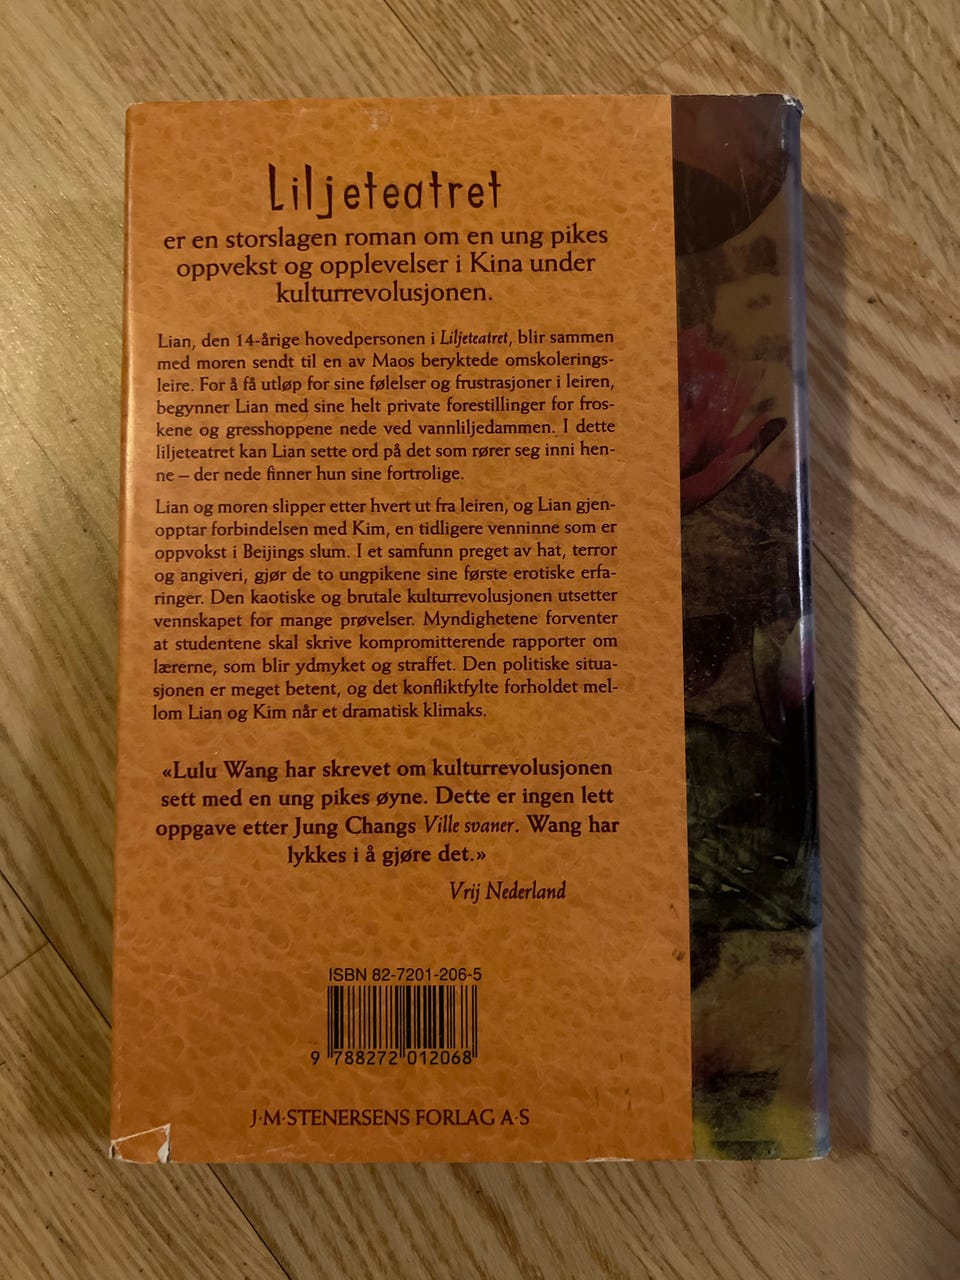 Liljeteatret
er en storslagen roman om en ung pikes
oppvekst og opplevelser i Kina under
kulturrevolusjonen.
Lian, den 14-årige hovedpersonen i Liljeteatret, blir sammen
med moren sendt til en av Maos beryktede omskolerings-
leire. For å få utløp for sine følelser og frustrasjoner i leiren,
begynner Lian med sine helt private forestillinger for fros-
kene og gresshoppene nede ved vannliljedammen. I dette
liljeteatret kan Lian sette ord på det som rører seg inni hen-
ne – der nede finner hun sine fortrolige.
Lian og moren slipper etter hvert ut fra leiren, og Lian gjen-
opptar forbindelsen med Kim, en tidligere venninne som er
oppvokst i Beijings slum. I et samfunn preget av hat, terror
og angiveri, gjør de to ungpikene sine første erotiske erfa-
ringer. Den kaotiske og brutale kulturrevolusjonen utsetter
vennskapet for mange prøvelser. Myndighetene forventer
at studentene skal skrive kompromitterende rapporter om
lærerne, som blir ydmyket og straffet. Den politiske situa-
sjonen er meget betent, og det konfliktfylte forholdet mel-
lom Lian og Kim når et dramatisk klimaks.
«Lulu Wang har skrevet om kulturrevolusjonen
sett med en ung pikes øyne. Dette er ingen lett
oppgave etter Jung Changs Ville svaner. Wang har
lykkes i å gjøre det.»
Vrij Nederland
ISBN 82-7201-206-5
9 788272 012068
J·M·STENERSENS FORLAG A·S